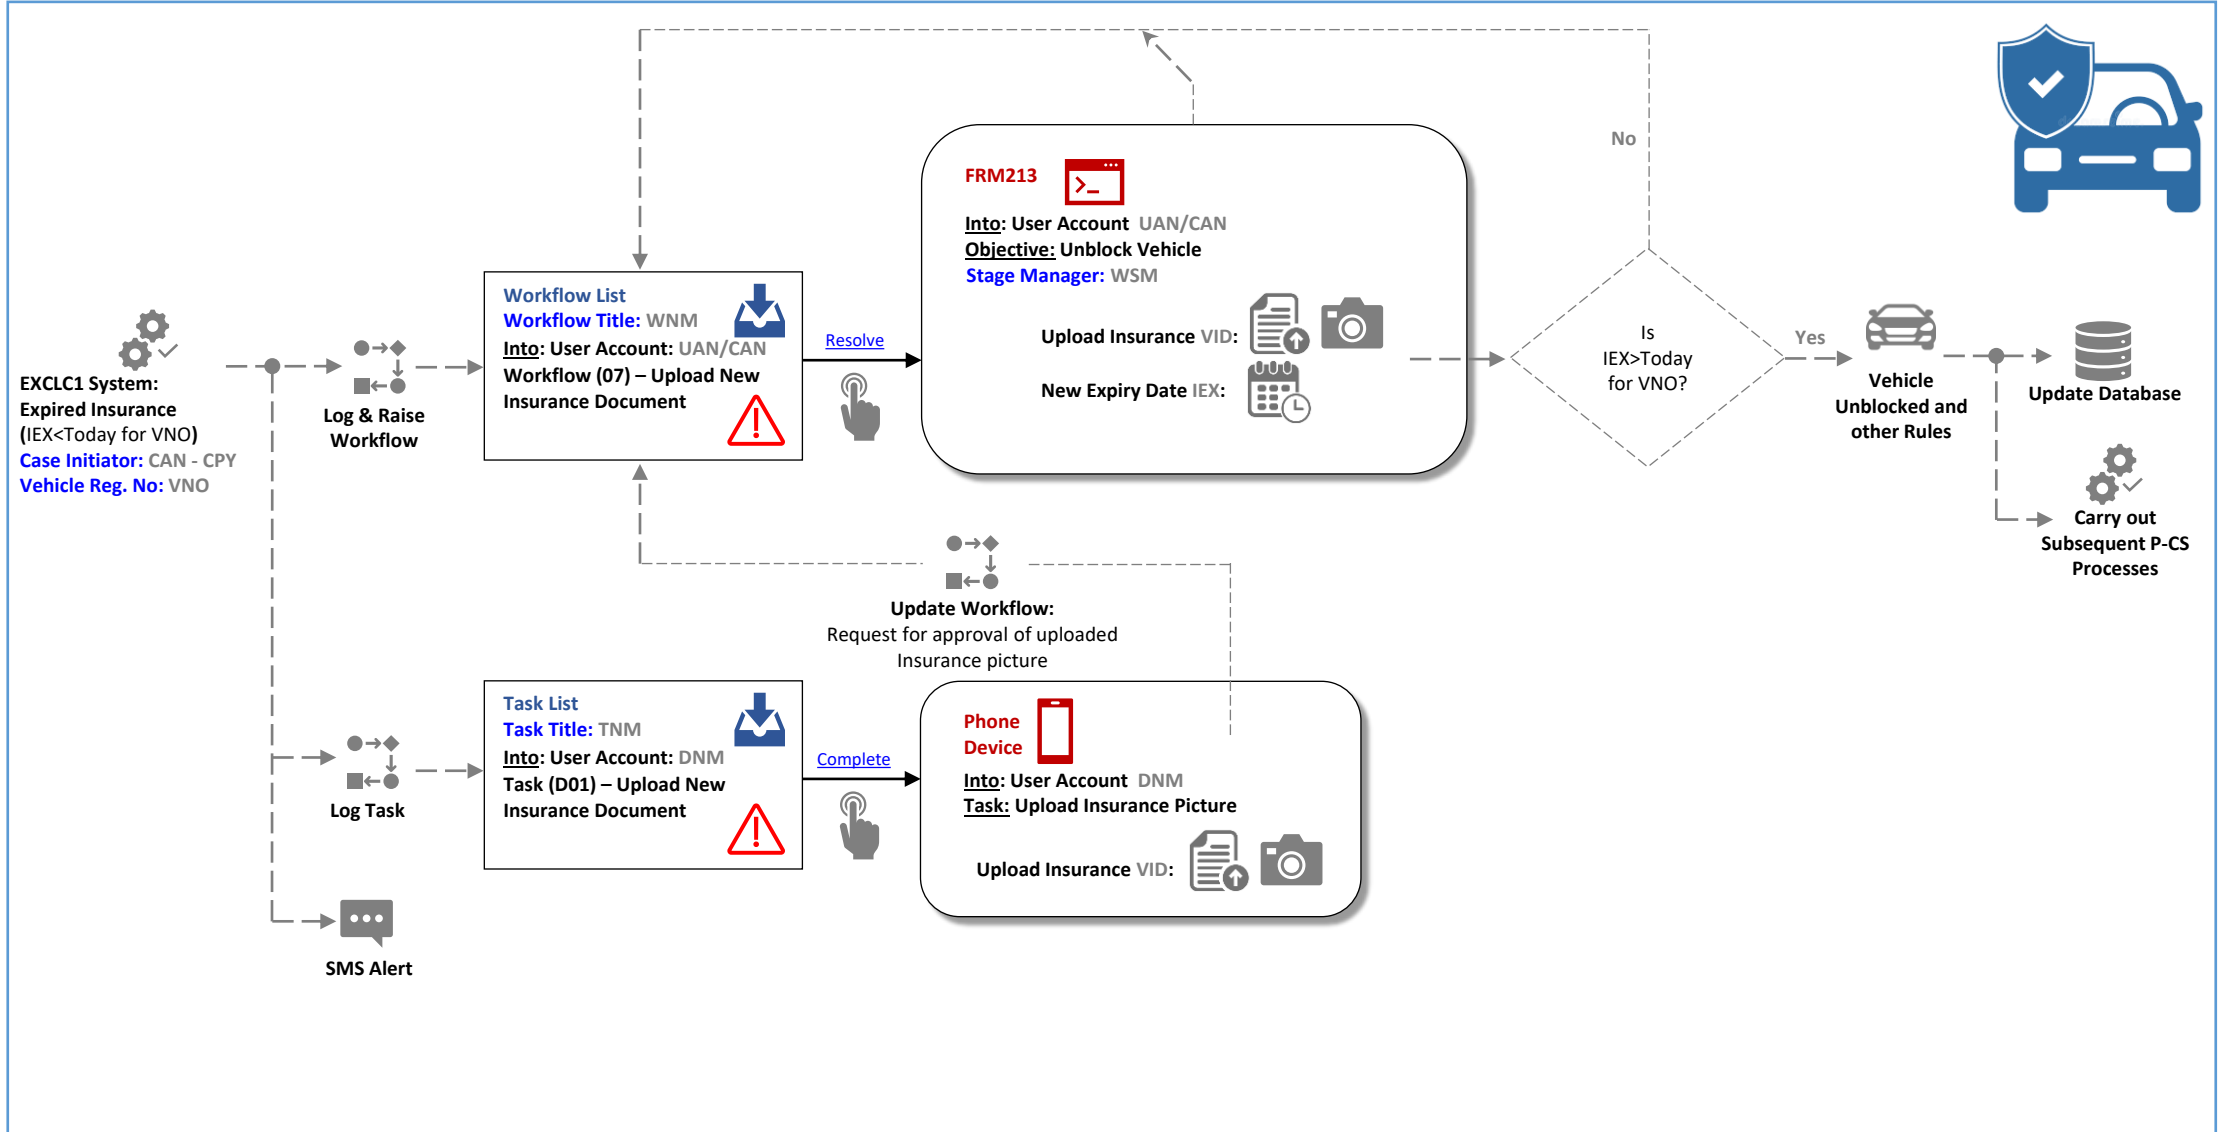 EXCLC1 System:
Expired Insurance
(IEX<Today for VNO)
Case Initiator: CAN - CPY
Vehicle Reg. No: VNO
Log & Raise
Workflow
Workflow List
Workflow Title: WNM
Into: User Account: UAN/CAN
Workflow (07) – Upload New
Insurance Document
Resolve
FRM213
Into: User Account UAN/CAN
Objective: Unblock Vehicle
Stage Manager: WSM
Upload Insurance VID:
New Expiry Date IEX:
No
Is
IEX>Today
for VNO?
Yes
Vehicle
Unblocked and
other Rules
Update Database
Carry out
Subsequent P-CS
Processes
Update Workflow:
Request for approval of uploaded
Insurance picture
Log Task
Task List
Task Title: TNM
Into: User Account: DNM
Task (D01) – Upload New
Insurance Document
Complete
Phone
Device
Into: User Account DNM
Task: Upload Insurance Picture
Upload Insurance VID:
SMS Alert